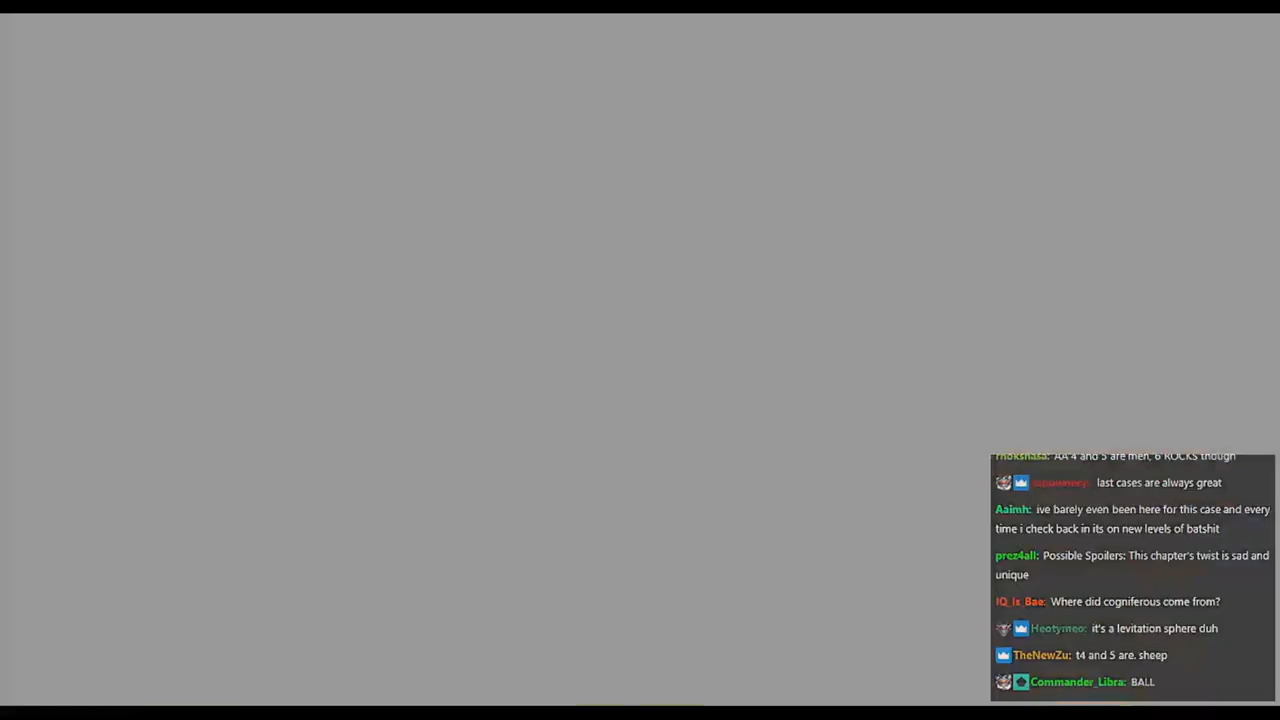 rhokshasa: AA 4 and 5 are men, 6 ROCKS though
last cases are always great
Aaimh: ive barely even been here for this case and every
time i check back in its on new levels of batshit
prez4all: Possible Spoilers: This chapter's twist is sad and
unique
IQ_Is_Bae: Where did cogniferous come from?
Heotymeo: it's a levitation sphere duh
TheNewZu: t4 and 5 are. sheep
Commander_Libra: BALL